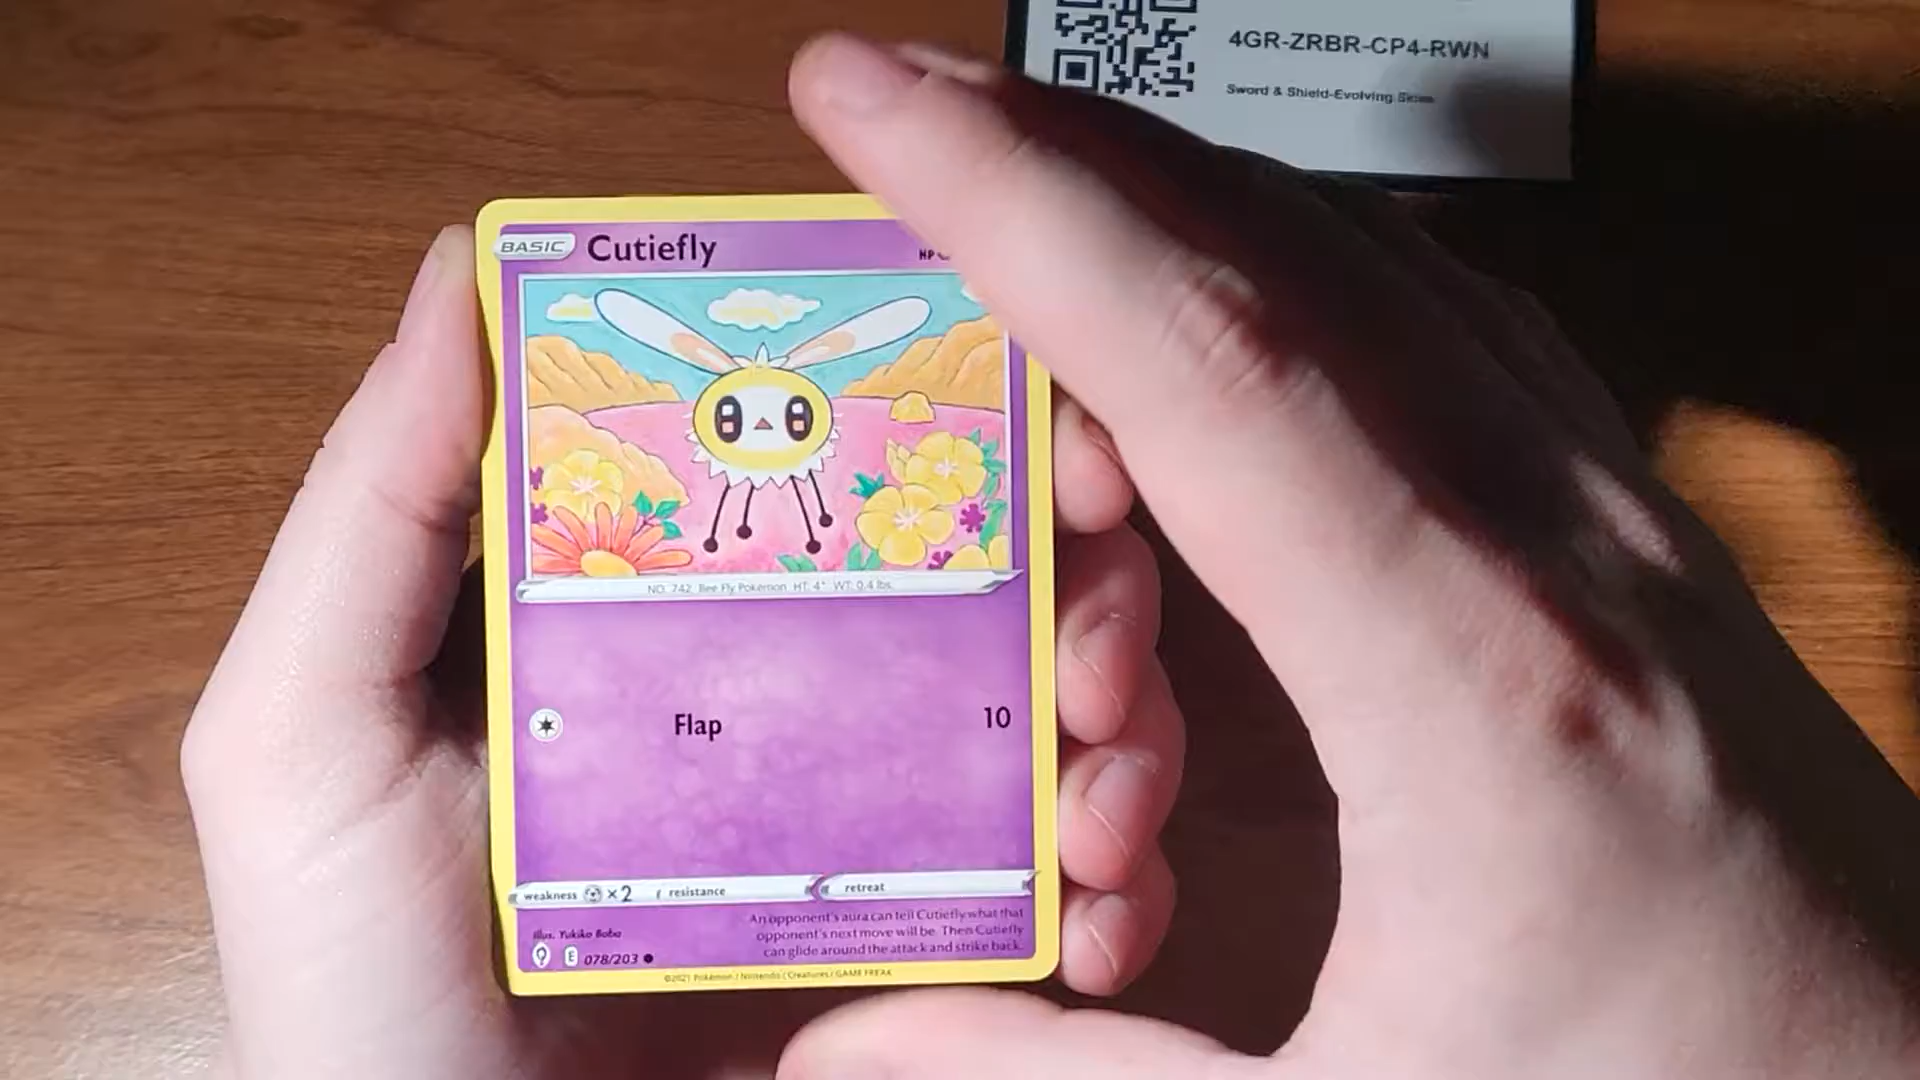 4GR-ZRBR-CP4-RWN
Sword & Shield-Evolving Skies
BASIC Cutiefly HP
NO. 742 Bee Fly Pokémon HT: 4" WT: 0.4 lbs.
Flap 10
weakness ×2 resistance retreat
An opponent's aura can tell Cutiefly what that
opponent's next move will be. Then Cutiefly
can glide around the attack and strike back.
Illus. Yukiko Baba
E 078/203
©2021 Pokémon / Nintendo / Creatures / GAME FREAK